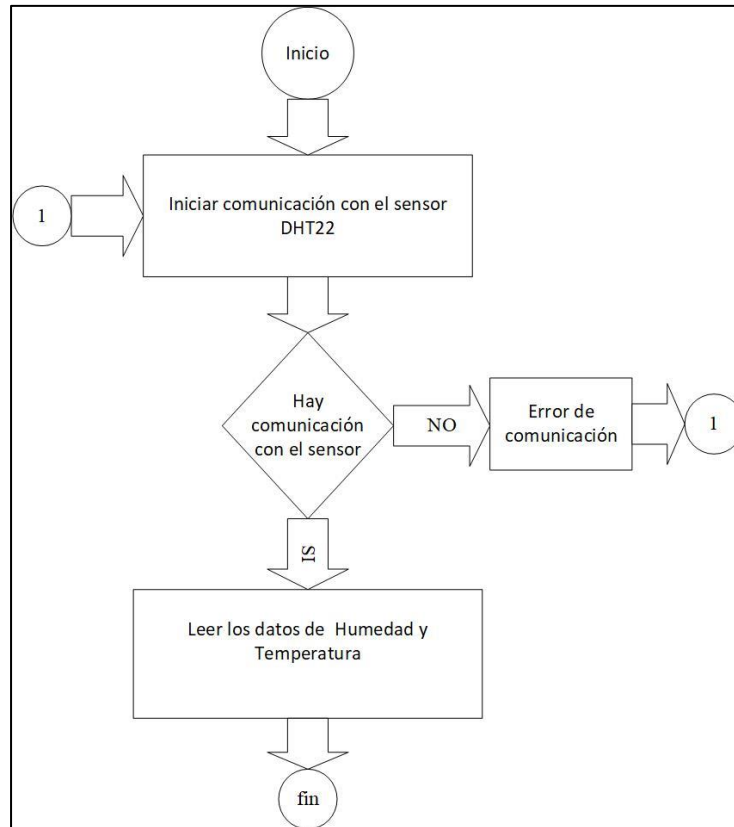 Inicio
1
Iniciar comunicación con el sensor
DHT22
Hay
comunicación
con el sensor
NO
Error de
comunicación
1
SI
Leer los datos de Humedad y
Temperatura
fin